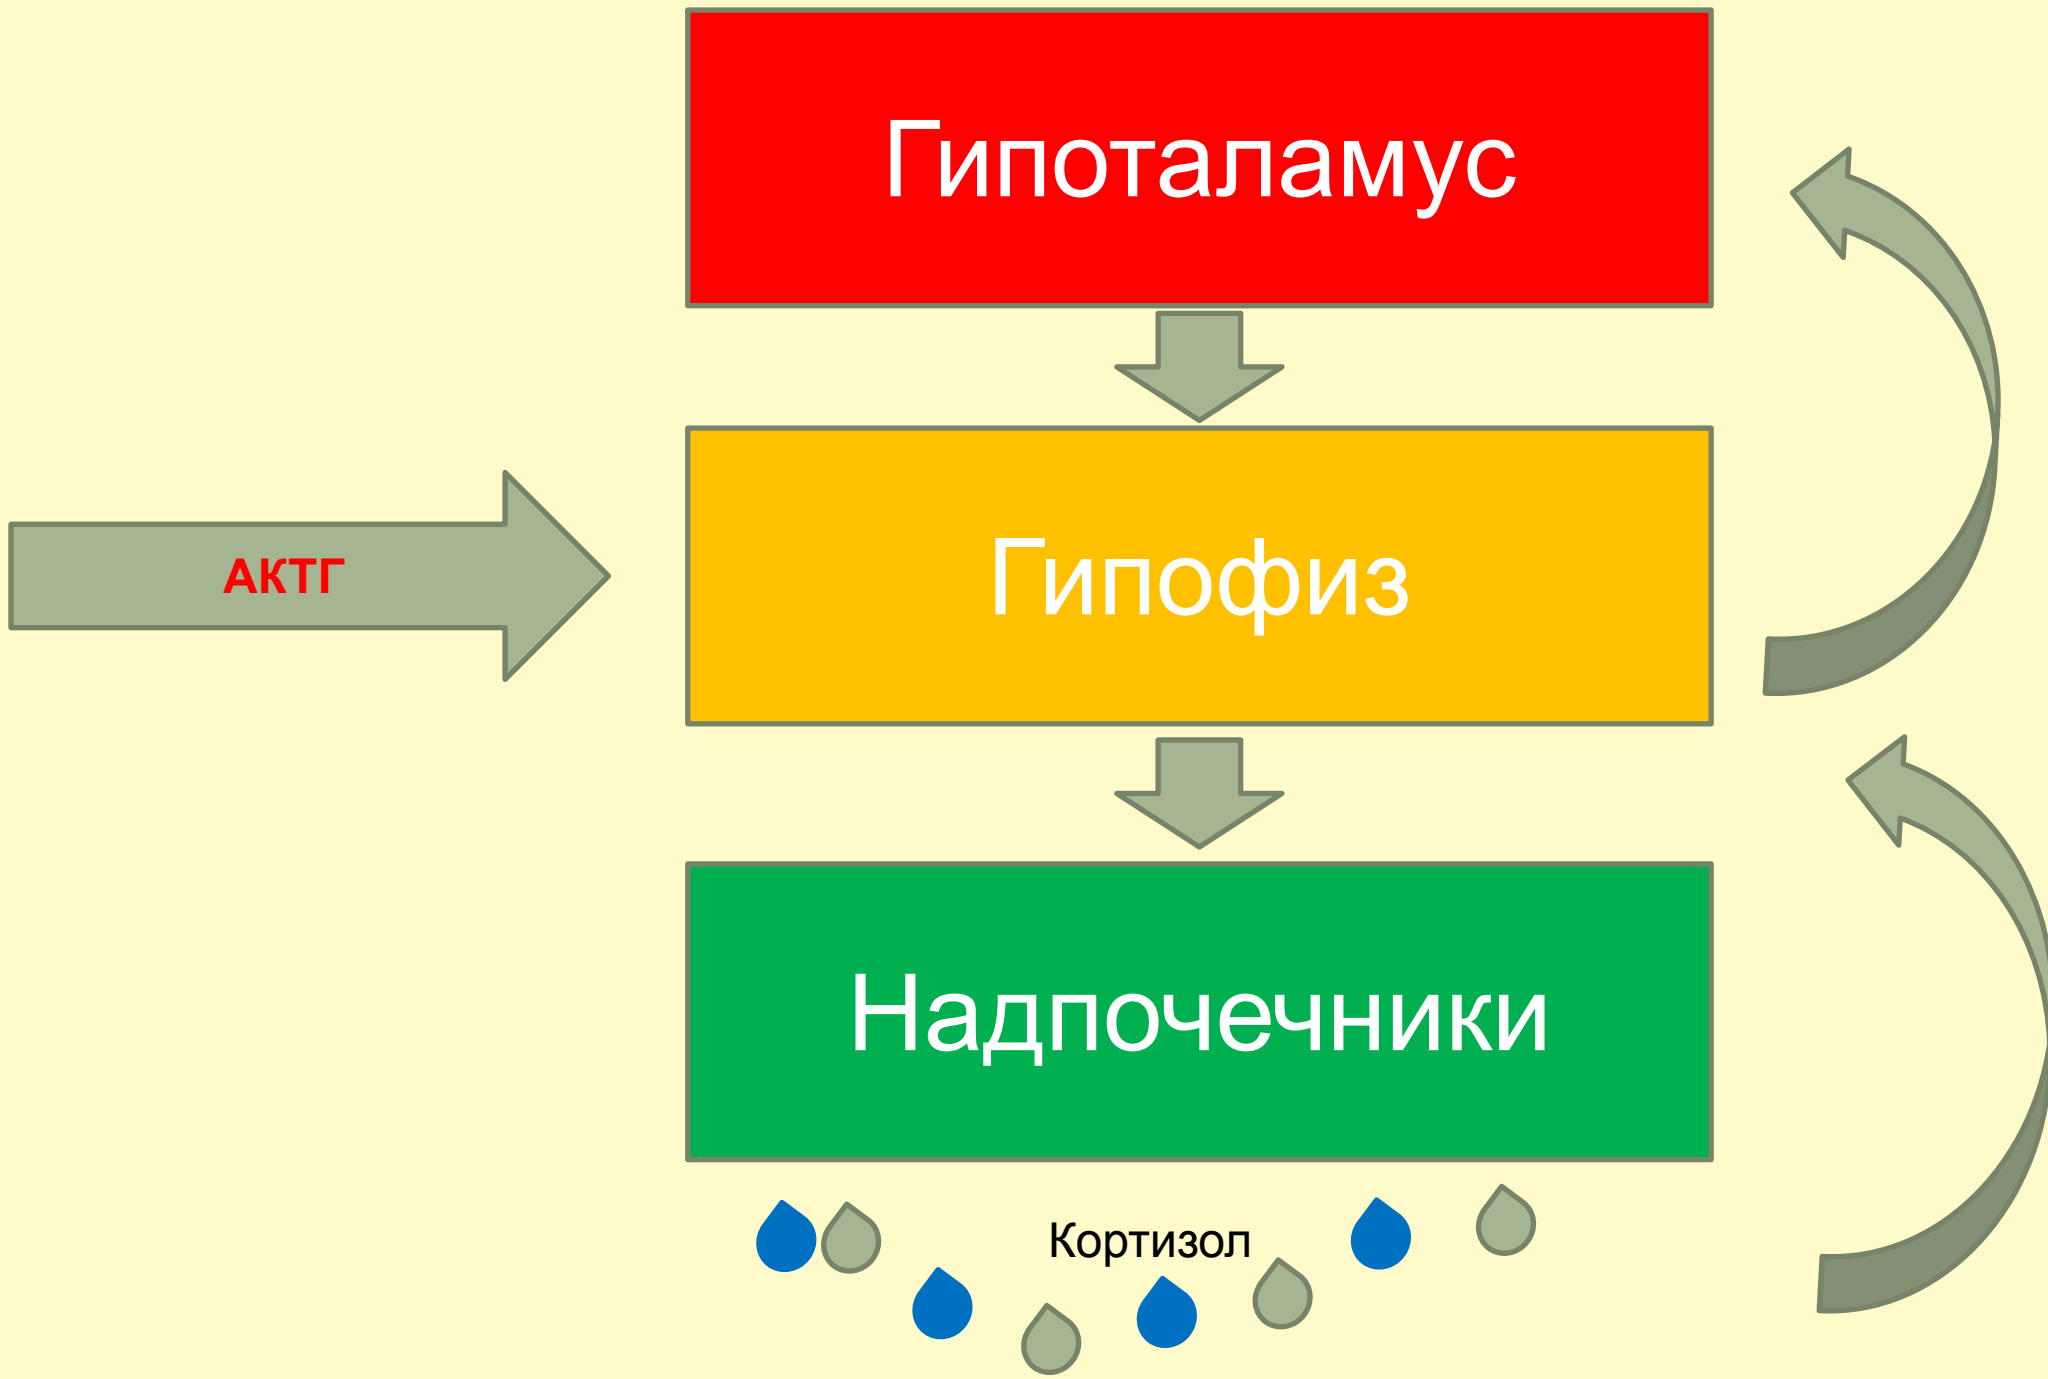 Гипоталамус
АКТГ
Гипофиз
Надпочечники
Кортизол